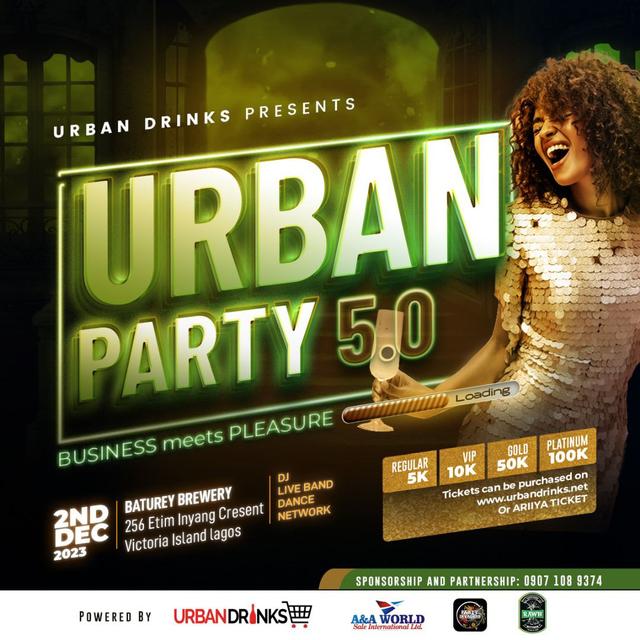 URBAN DRINKS PRESENTS
URBAN
PARTY 5.0
Loading
BUSINESS meets PLEASURE
2ND
DEC
2023
BATUREY BREWERY
256 Etim Inyang Cresent
Victoria Island lagos
DJ
LIVE BAND
DANCE
NETWORK
REGULAR
5K
VIP
10K
GOLD
50K
PLATINUM
100K
Tickets can be purchased on
www.urbandrinks.net
Or ARIIYA TICKET
SPONSORSHIP AND PARTNERSHIP: 0907 108 9374
POWERED BY
URBANDRINKS
A&A WORLD
Sale International Ltd.